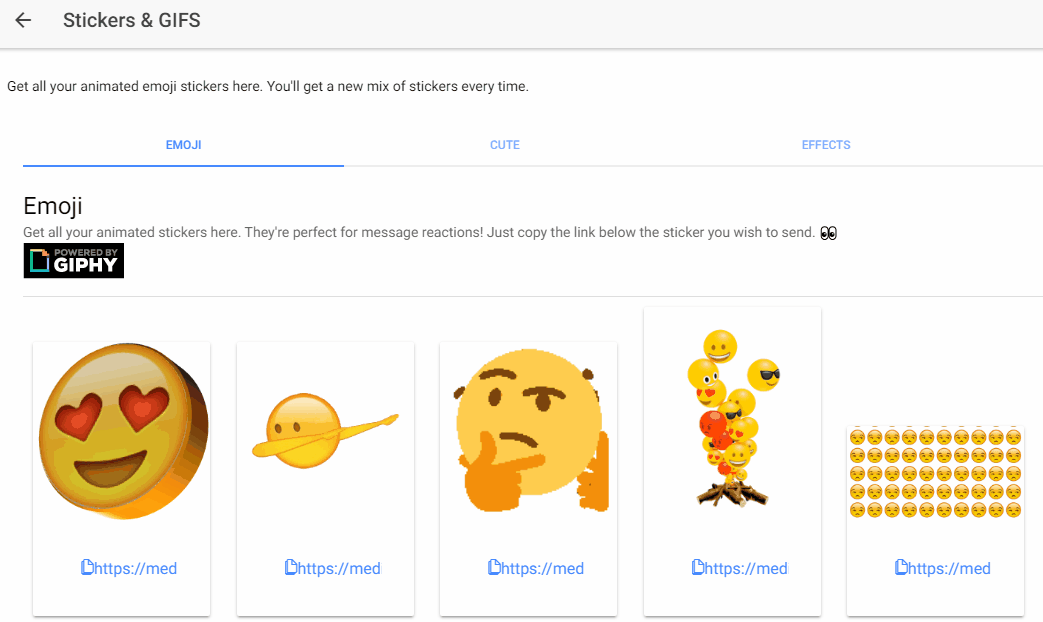 Stickers & GIFS
Get all your animated emoji stickers here. You'll get a new mix of stickers every time.
EMOJI CUTE EFFECTS
Emoji
Get all your animated stickers here. They're perfect for message reactions! Just copy the link below the sticker you wish to send. 👀
POWERED BY
GIPHY
https://med https://med https://med https://med https://med